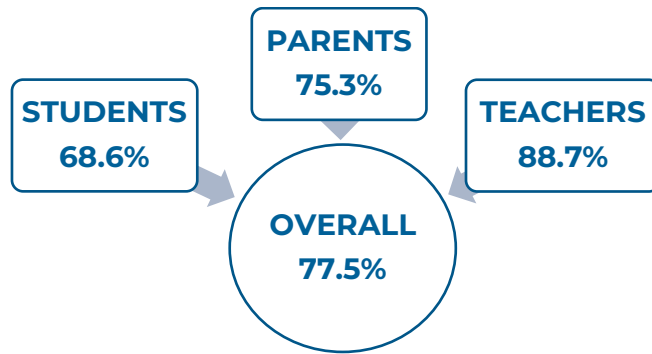 PARENTS
75.3%
STUDENTS
68.6%
TEACHERS
88.7%
OVERALL
77.5%